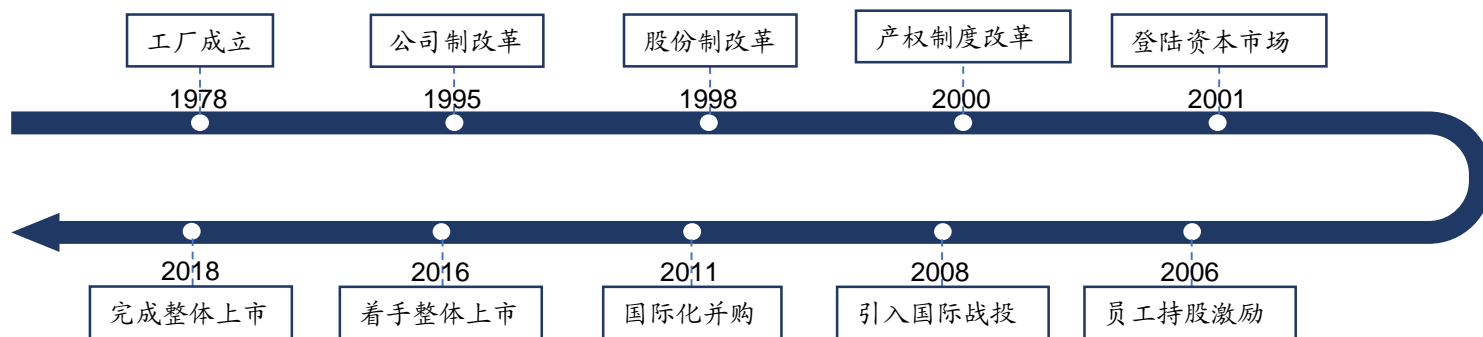 工厂成立
公司制改革
股份制改革
产权制度改革
登陆资本市场
1978
1995
1998
2000
2001
2018
2016
2011
2008
2006
完成整体上市
着手整体上市
国际化并购
引入国际战投
员工持股激励